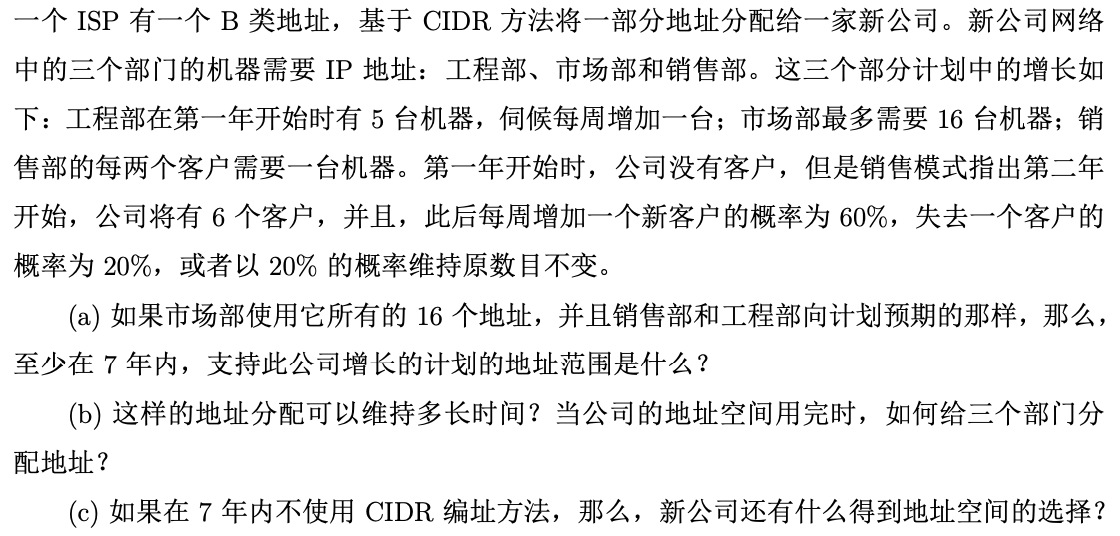 一个 ISP 有一个 B 类地址，基于 CIDR 方法将一部分地址分配给一家新公司。新公司网络
中的三个部门的机器需要 IP 地址：工程部、市场部和销售部。这三个部分计划中的增长如
下：工程部在第一年开始时有 5 台机器，伺候每周增加一台；市场部最多需要 16 台机器；销
售部的每两个客户需要一台机器。第一年开始时，公司没有客户，但是销售模式指出第二年
开始，公司将有 6 个客户，并且，此后每周增加一个新客户的概率为 60%，失去一个客户的
概率为 20%，或者以 20% 的概率维持原数目不变。
(a) 如果市场部使用它所有的 16 个地址，并且销售部和工程部向计划预期的那样，那么，
至少在 7 年内，支持此公司增长的计划的地址范围是什么？
(b) 这样的地址分配可以维持多长时间？当公司的地址空间用完时，如何给三个部门分
配地址？
(c) 如果在 7 年内不使用 CIDR 编址方法，那么，新公司还有什么得到地址空间的选择？